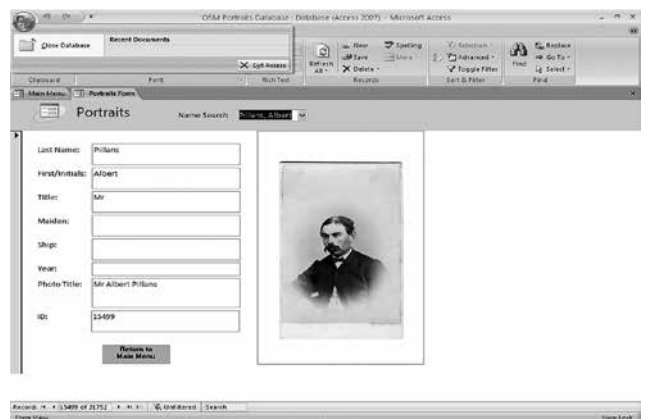 OSM Portraits Database : Database (Access 2007) - Microsoft Access
Close Database
Recent Documents
Exit Access
Refresh All
New
Save
Delete
Spelling
More
Selection
Advanced
Toggle Filter
Find
Replace
Go To
Select
Clipboard
Font
Rich Text
Records
Sort & Filter
Find
Main Menu
Portraits Form
Portraits
Name Search:
Pillans, Albert
Last Name: Pillans
First/Initials: Albert
Title: Mr
Maiden:
Ship:
Year:
Photo Title: Mr Albert Pillans
ID: 15499
Return to
Main Menu
Record: 15499 of 21752
Unfiltered
Search
Form View
Num Lock